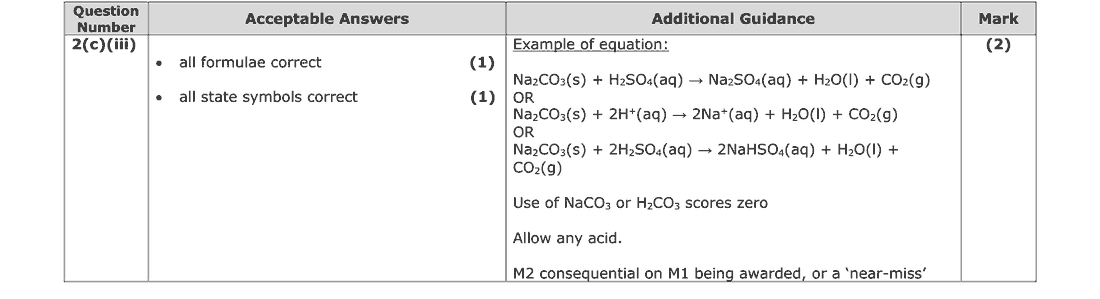 Question Number Acceptable Answers Additional Guidance Mark
2(c)(iii) Example of equation: (2)
• all formulae correct (1)
Na₂CO₃(s) + H₂SO₄(aq) → Na₂SO₄(aq) + H₂O(l) + CO₂(g)
• all state symbols correct (1)
OR
Na₂CO₃(s) + 2H⁺(aq) → 2Na⁺(aq) + H₂O(l) + CO₂(g)
OR
Na₂CO₃(s) + 2H₂SO₄(aq) → 2NaHSO₄(aq) + H₂O(l) +
CO₂(g)
Use of NaCO₃ or H₂CO₃ scores zero
Allow any acid.
M2 consequential on M1 being awarded, or a ‘near-miss’